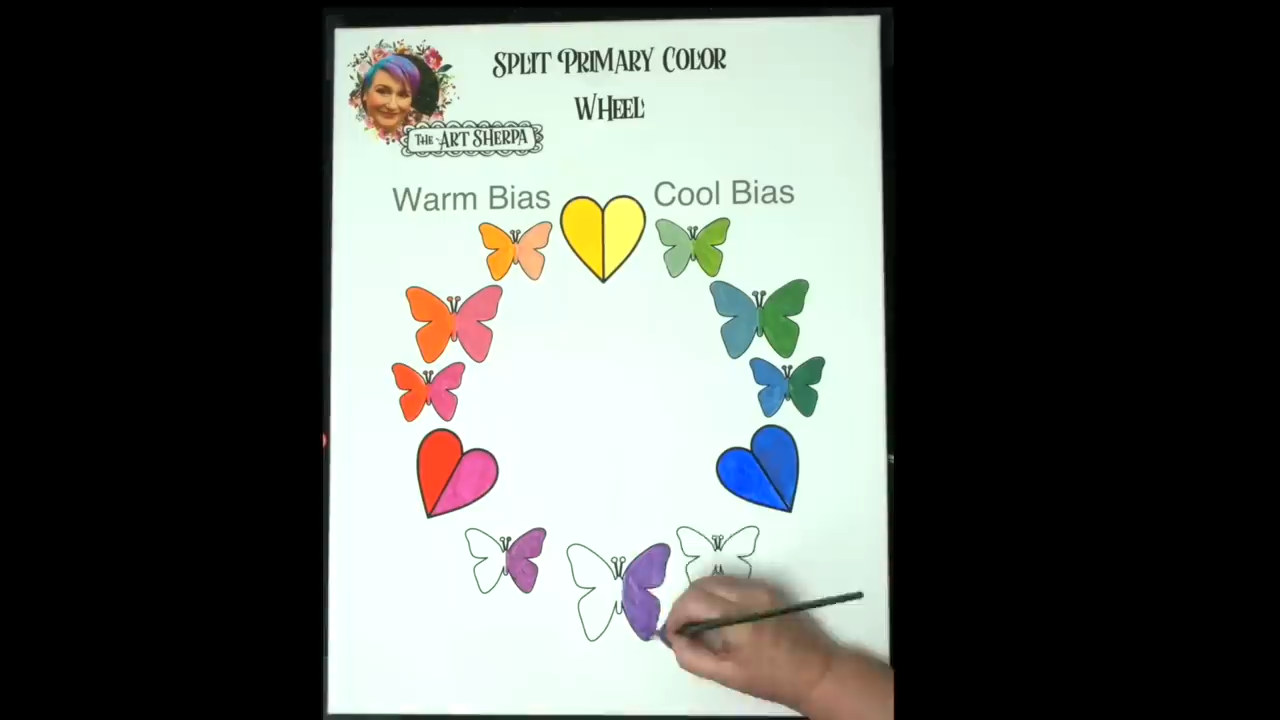 Split Primary Color
Wheel
The Art Sherpa
Warm Bias
Cool Bias